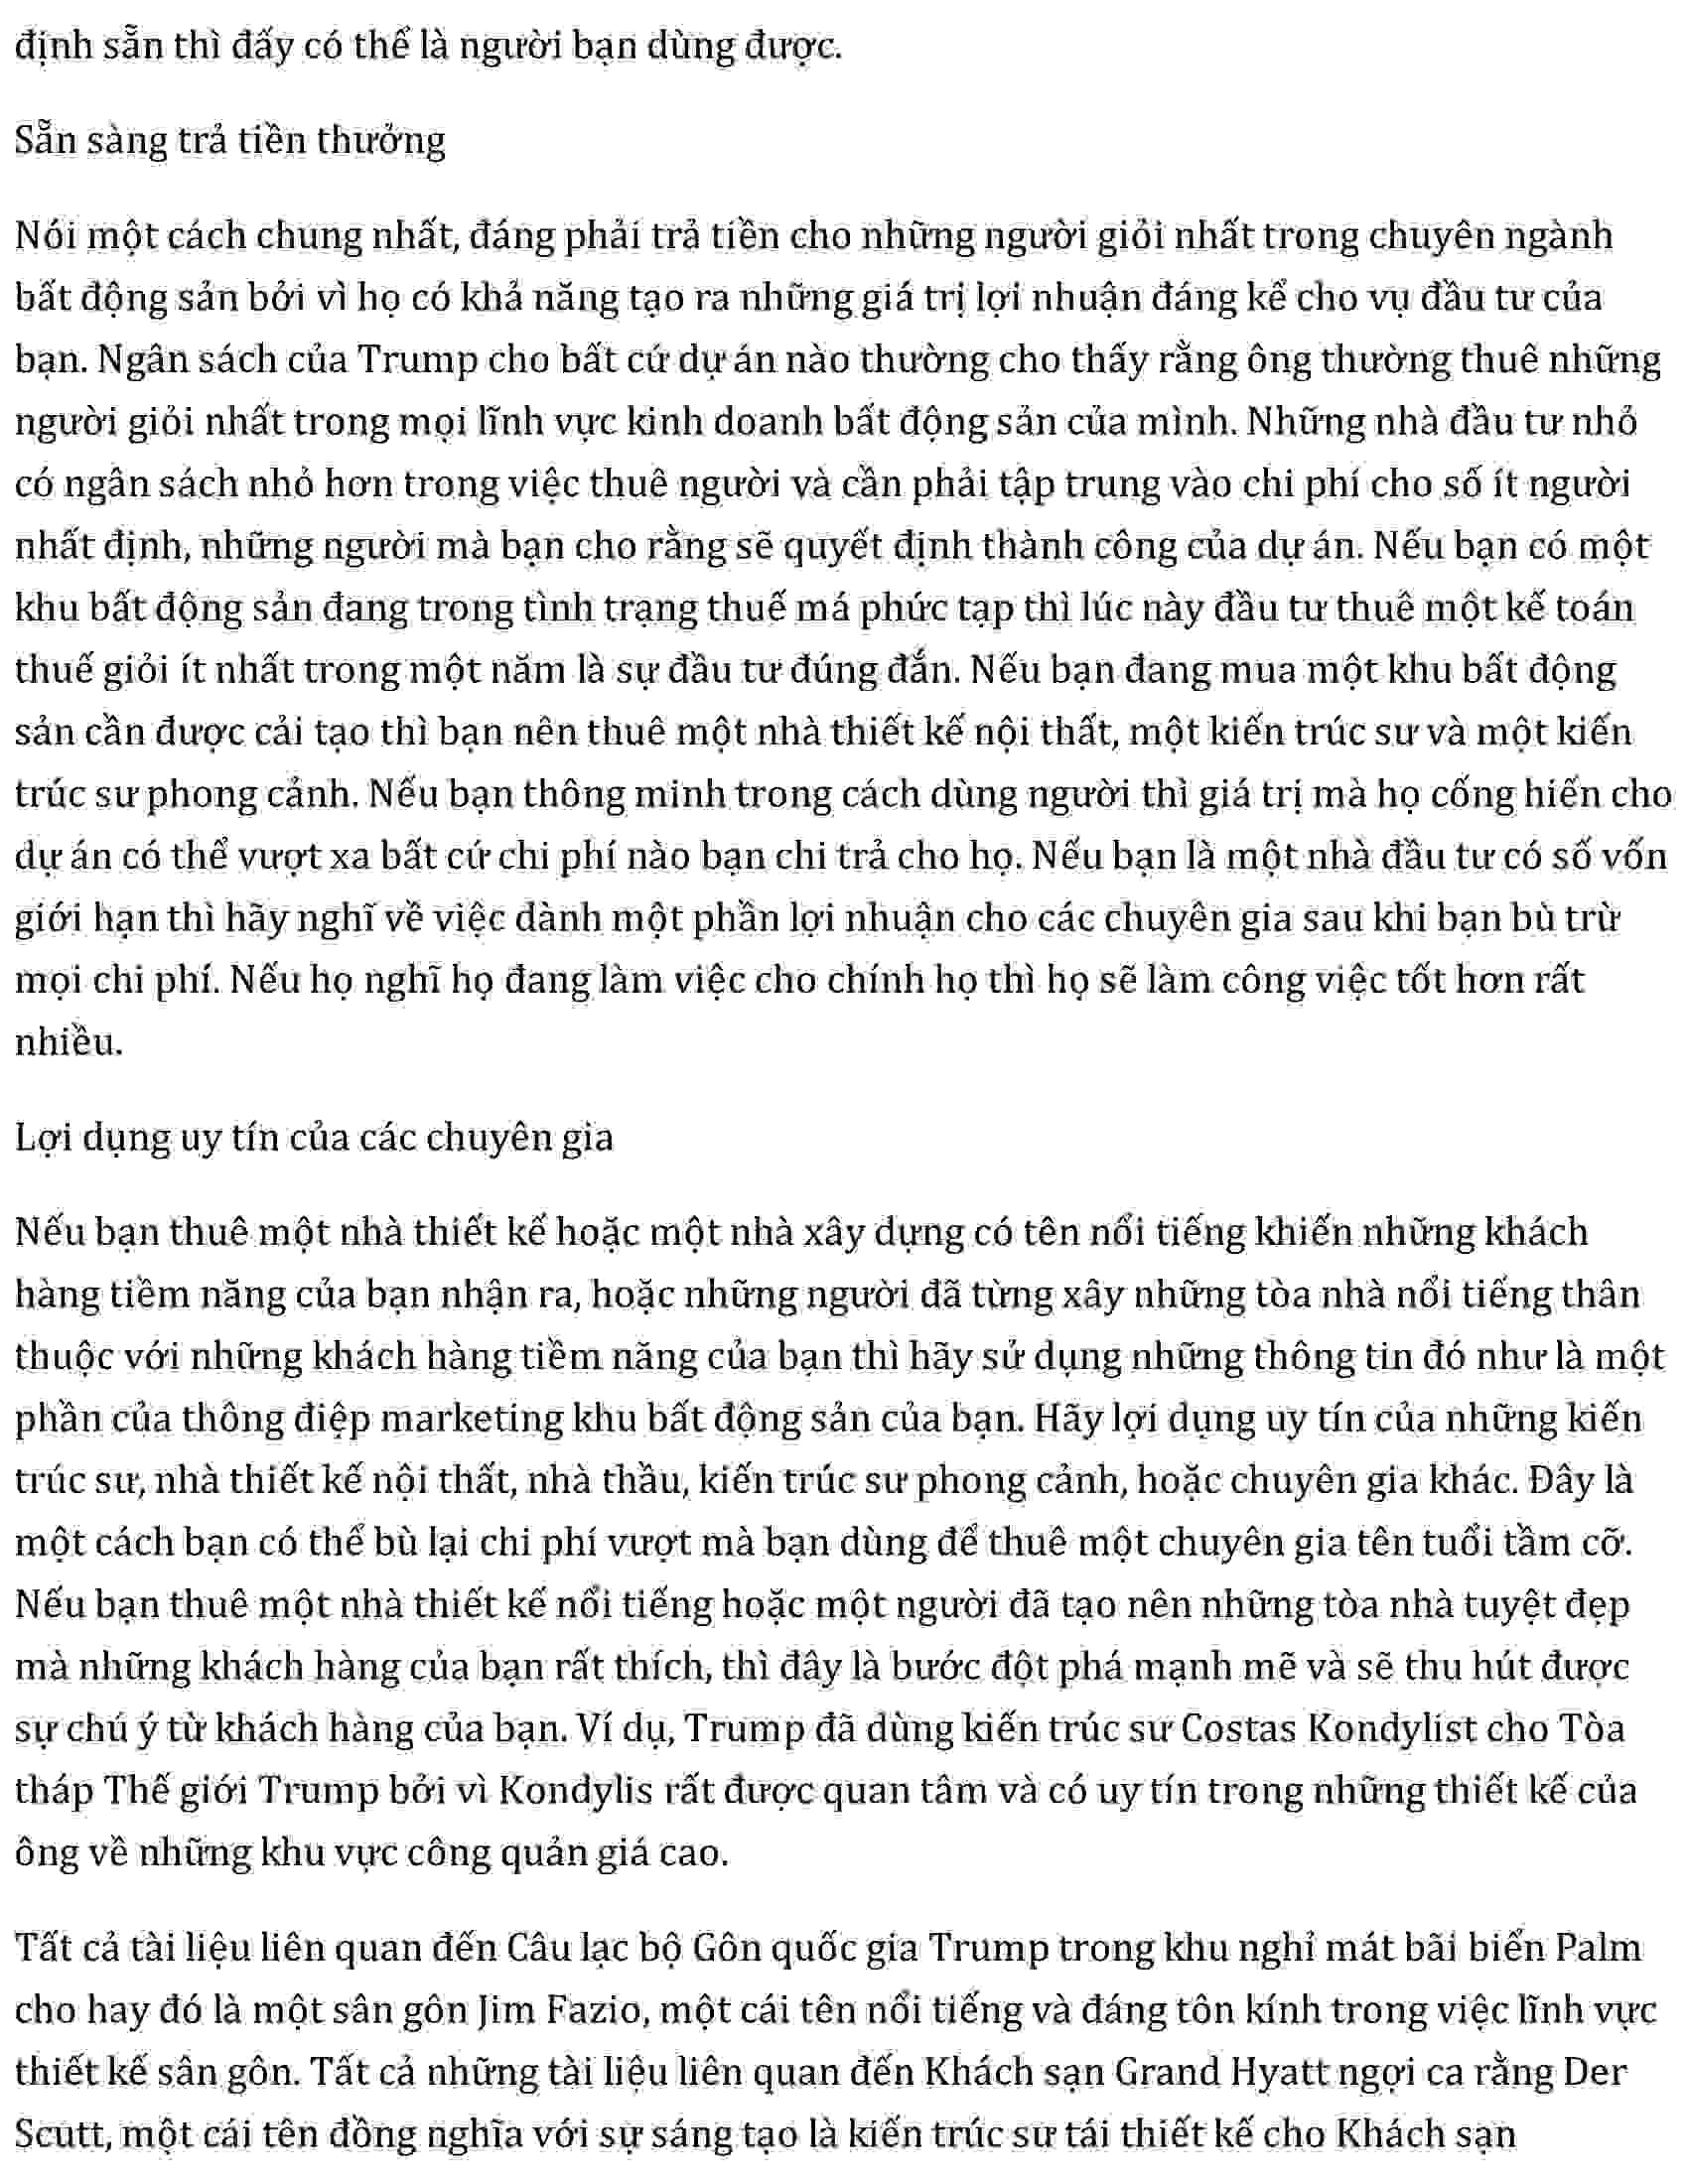 định sẵn thì đấy có thể là người bạn dùng được.
Sẵn sàng trả tiền thưởng
Nói một cách chung nhất, đáng phải trả tiền cho những người giỏi nhất trong chuyên ngành
bất động sản bởi vì họ có khả năng tạo ra những giá trị lợi nhuận đáng kể cho vụ đầu tư của
bạn. Ngân sách của Trump cho bất cứ dự án nào thường cho thấy rằng ông thường thuê những
người giỏi nhất trong mọi lĩnh vực kinh doanh bất động sản của mình. Những nhà đầu tư nhỏ
có ngân sách nhỏ hơn trong việc thuê người và cần phải tập trung vào chi phí cho số ít người
nhất định, những người mà bạn cho rằng sẽ quyết định thành công của dự án. Nếu bạn có một
khu bất động sản đang trong tình trạng thuế má phức tạp thì lúc này đầu tư thuê một kế toán
thuế giỏi ít nhất trong một năm là sự đầu tư đúng đắn. Nếu bạn đang mua một khu bất động
sản cần được cải tạo thì bạn nên thuê một nhà thiết kế nội thất, một kiến trúc sư và một kiến
trúc sư phong cảnh. Nếu bạn thông minh trong cách dùng người thì giá trị mà họ cống hiến cho
dự án có thể vượt xa bất cứ chi phí nào bạn chi trả cho họ. Nếu bạn là một nhà đầu tư có số vốn
giới hạn thì hãy nghĩ về việc dành một phần lợi nhuận cho các chuyên gia sau khi bạn bù trừ
mọi chi phí. Nếu họ nghĩ họ đang làm việc cho chính họ thì họ sẽ làm công việc tốt hơn rất
nhiều.
Lợi dụng uy tín của các chuyên gia
Nếu bạn thuê một nhà thiết kế hoặc một nhà xây dựng có tên nổi tiếng khiến những khách
hàng tiềm năng của bạn nhận ra, hoặc những người đã từng xây những tòa nhà nổi tiếng thân
thuộc với những khách hàng tiềm năng của bạn thì hãy sử dụng những thông tin đó như là một
phần của thông điệp marketing khu bất động sản của bạn. Hãy lợi dụng uy tín của những kiến
trúc sư, nhà thiết kế nội thất, nhà thầu, kiến trúc sư phong cảnh, hoặc chuyên gia khác. Đây là
một cách bạn có thể bù lại chi phí vượt mà bạn dùng để thuê một chuyên gia tên tuổi tầm cỡ.
Nếu bạn thuê một nhà thiết kế nổi tiếng hoặc một người đã tạo nên những tòa nhà tuyệt đẹp
mà những khách hàng của bạn rất thích, thì đây là bước đột phá mạnh mẽ và sẽ thu hút được
sự chú ý từ khách hàng của bạn. Ví dụ, Trump đã dùng kiến trúc sư Costas Kondylist cho Tòa
tháp Thế giới Trump bởi vì Kondylis rất được quan tâm và có uy tín trong những thiết kế của
ông về những khu vực công quản giá cao.
Tất cả tài liệu liên quan đến Câu lạc bộ Gôn quốc gia Trump trong khu nghỉ mát bãi biển Palm
cho hay đó là một sân gôn Jim Fazio, một cái tên nổi tiếng và đáng tôn kính trong việc lĩnh vực
thiết kế sân gôn. Tất cả những tài liệu liên quan đến Khách sạn Grand Hyatt ngợi ca rằng Der
Scutt, một cái tên đồng nghĩa với sự sáng tạo là kiến trúc sư tái thiết kế cho Khách sạn